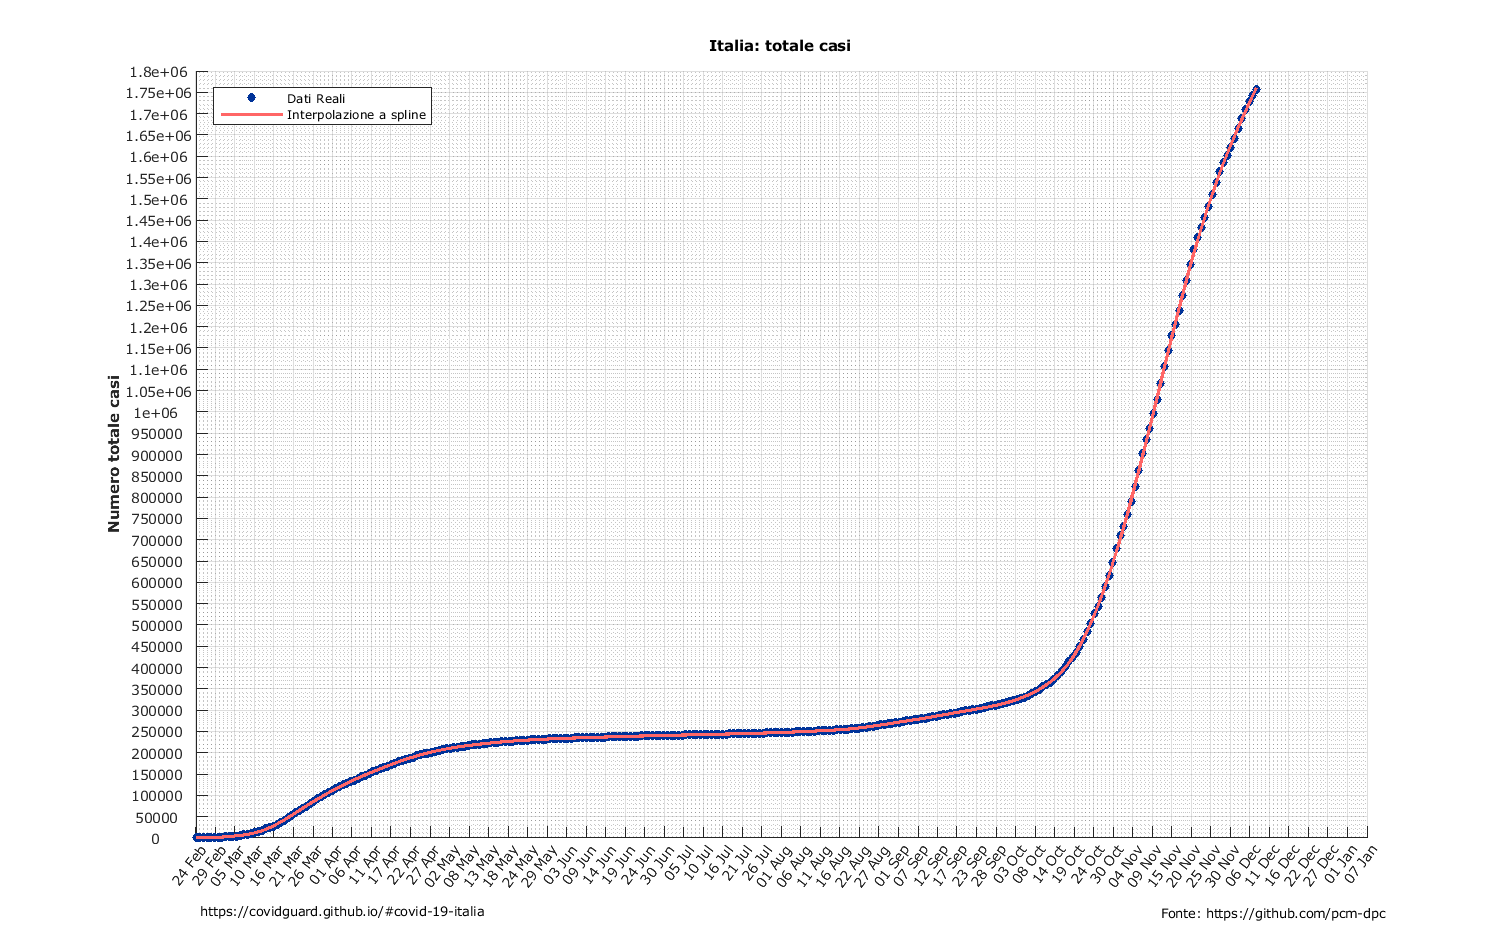 Italia: totale casi
Dati Reali
Interpolazione a spline
Numero totale casi
1.8e+06
1.75e+06
1.7e+06
1.65e+06
1.6e+06
1.55e+06
1.5e+06
1.45e+06
1.4e+06
1.35e+06
1.3e+06
1.25e+06
1.2e+06
1.15e+06
1.1e+06
1.05e+06
1e+06
950000
900000
850000
800000
750000
700000
650000
600000
550000
500000
450000
400000
350000
300000
250000
200000
150000
100000
50000
0
24 Feb
29 Feb
05 Mar
10 Mar
16 Mar
21 Mar
26 Mar
01 Apr
06 Apr
11 Apr
17 Apr
22 Apr
27 Apr
02 May
08 May
13 May
18 May
24 May
29 May
03 Jun
09 Jun
14 Jun
19 Jun
24 Jun
30 Jun
05 Jul
10 Jul
16 Jul
21 Jul
26 Jul
01 Aug
06 Aug
11 Aug
16 Aug
22 Aug
27 Aug
01 Sep
07 Sep
12 Sep
17 Sep
23 Sep
28 Sep
03 Oct
08 Oct
14 Oct
19 Oct
24 Oct
30 Oct
04 Nov
09 Nov
15 Nov
20 Nov
25 Nov
30 Nov
06 Dec
11 Dec
16 Dec
22 Dec
27 Dec
01 Jan
07 Jan
https://covidguard.github.io/#covid-19-italia
Fonte: https://github.com/pcm-dpc